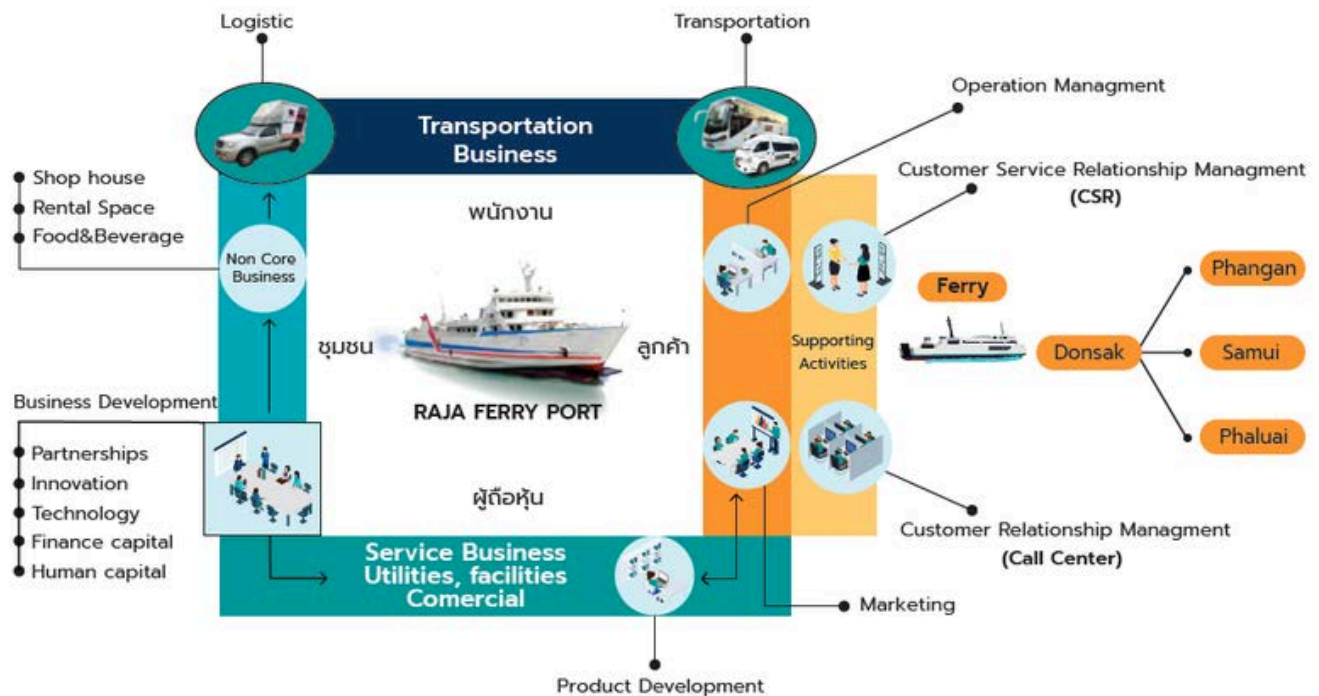 Logistic
Transportation
Transportation
Business
Operation Managment
Customer Service Relationship Managment
(CSR)
Shop house
Rental Space
Food&Beverage
Non Core
Business
พนักงาน
ชุมชน
ลูกค้า
RAJA FERRY PORT
ผู้ถือหุ้น
Supporting
Activities
Ferry
Donsak
Phangan
Samui
Phaluai
Business Development
Partnerships
Innovation
Technology
Finance capital
Human capital
Service Business
Utilities, facilities
Comercial
Customer Relationship Managment
(Call Center)
Marketing
Product Development